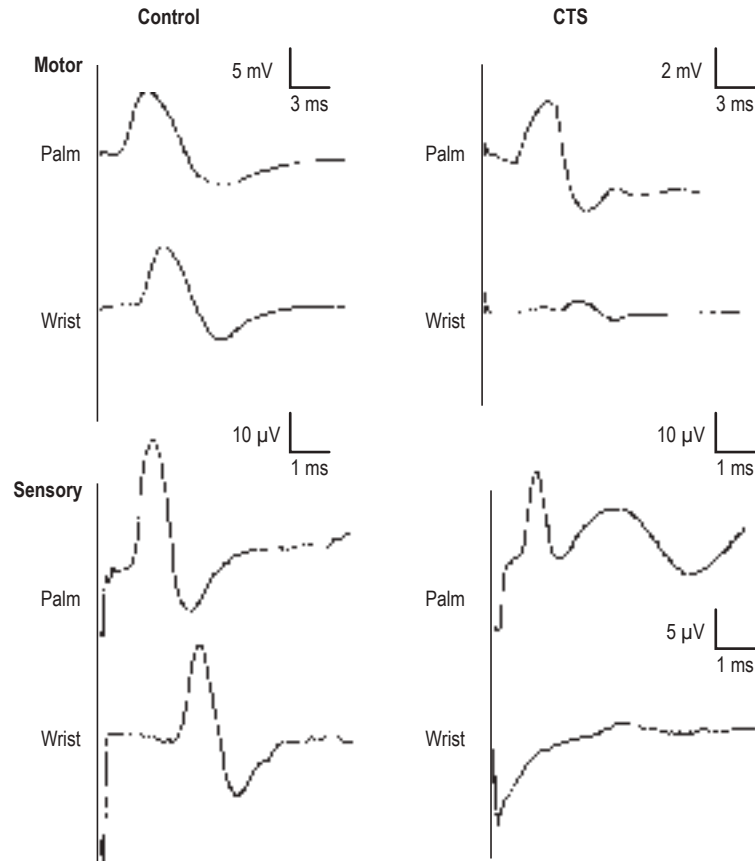 Control
CTS
Motor
5 mV
3 ms
2 mV
3 ms
Palm
Palm
Wrist
Wrist
10 µV
1 ms
10 µV
1 ms
Sensory
Palm
Palm
5 µV
1 ms
Wrist
Wrist